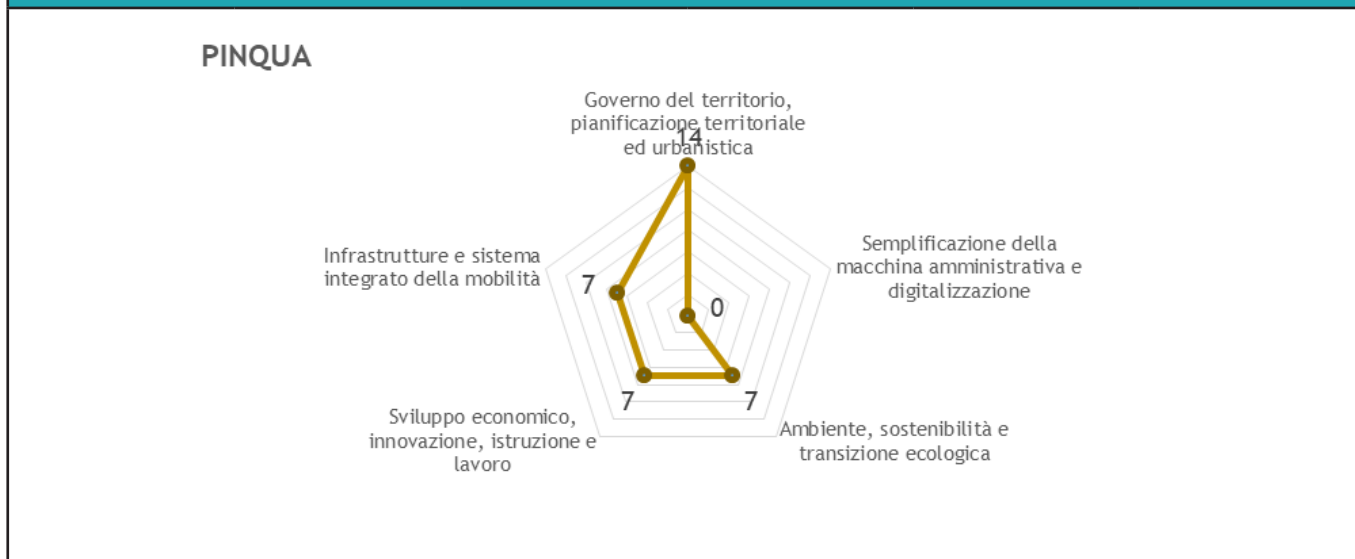 PINQUA
Governo del territorio,
pianificazione territoriale
ed urbanistica
14
Semplificazione della
macchina amministrativa e
digitalizzazione
0
Infrastrutture e sistema
integrato della mobilità
7
Sviluppo economico,
innovazione, istruzione e
lavoro
7
7
Ambiente, sostenibilità e
transizione ecologica